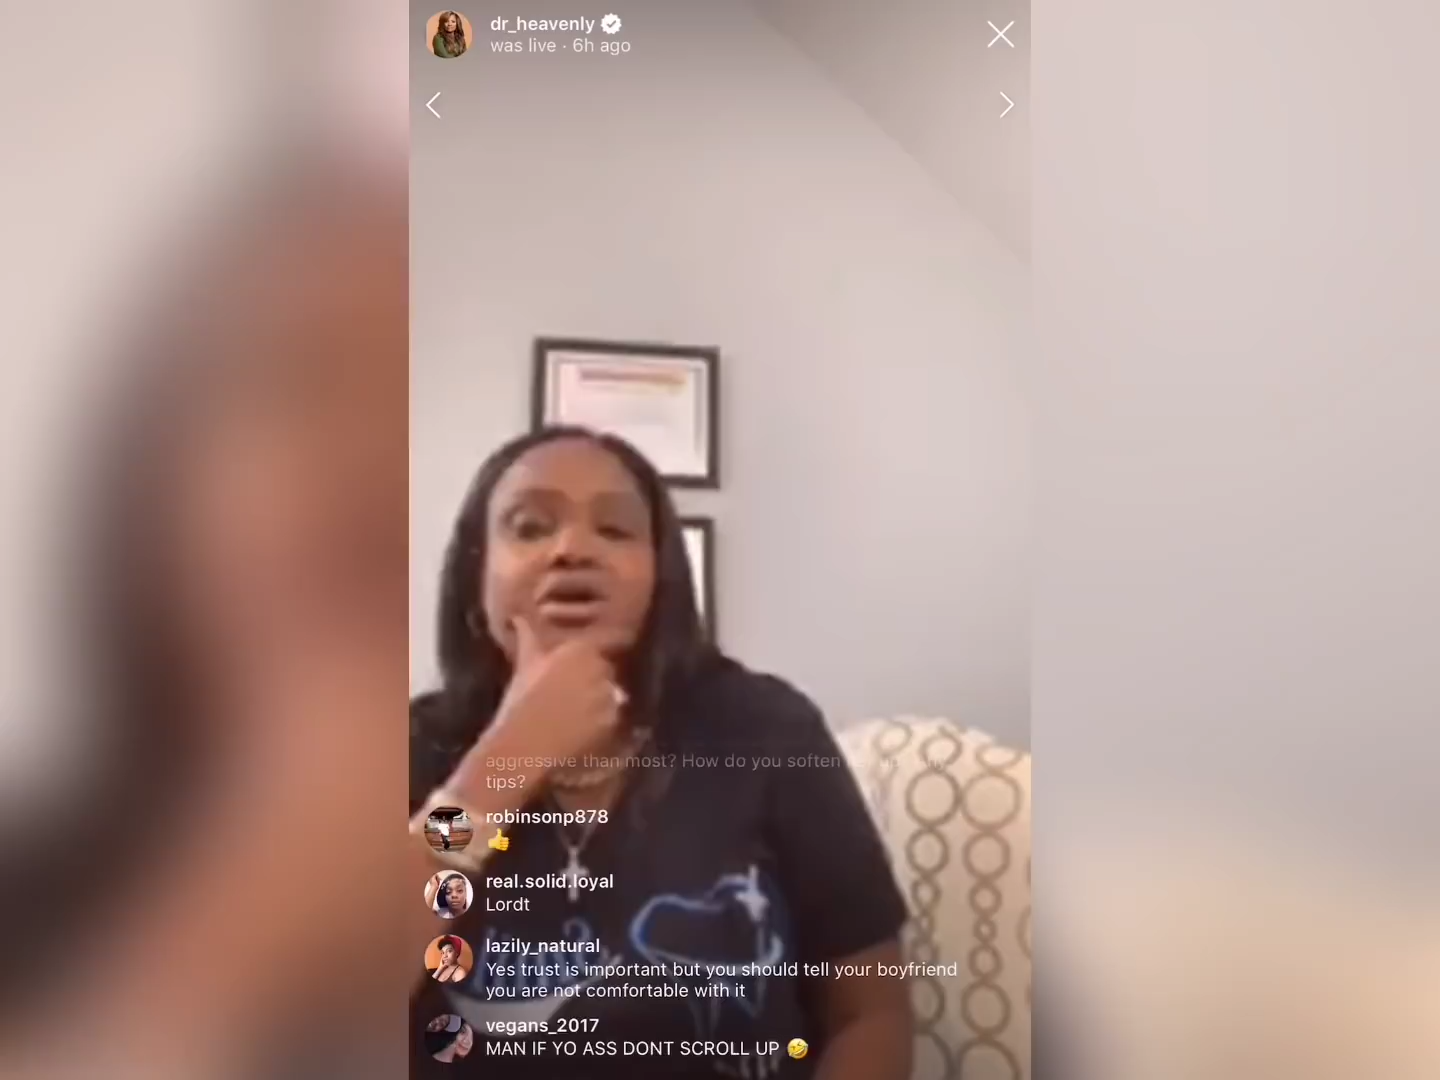 dr_heavenly
was live · 6h ago
aggressive than most? How do you soften
tips?
robinsonp878
👍
real.solid.loyal
Lordt
lazily_natural
Yes trust is important but you should tell your boyfriend
you are not comfortable with it
vegans_2017
MAN IF YO ASS DONT SCROLL UP 🤣